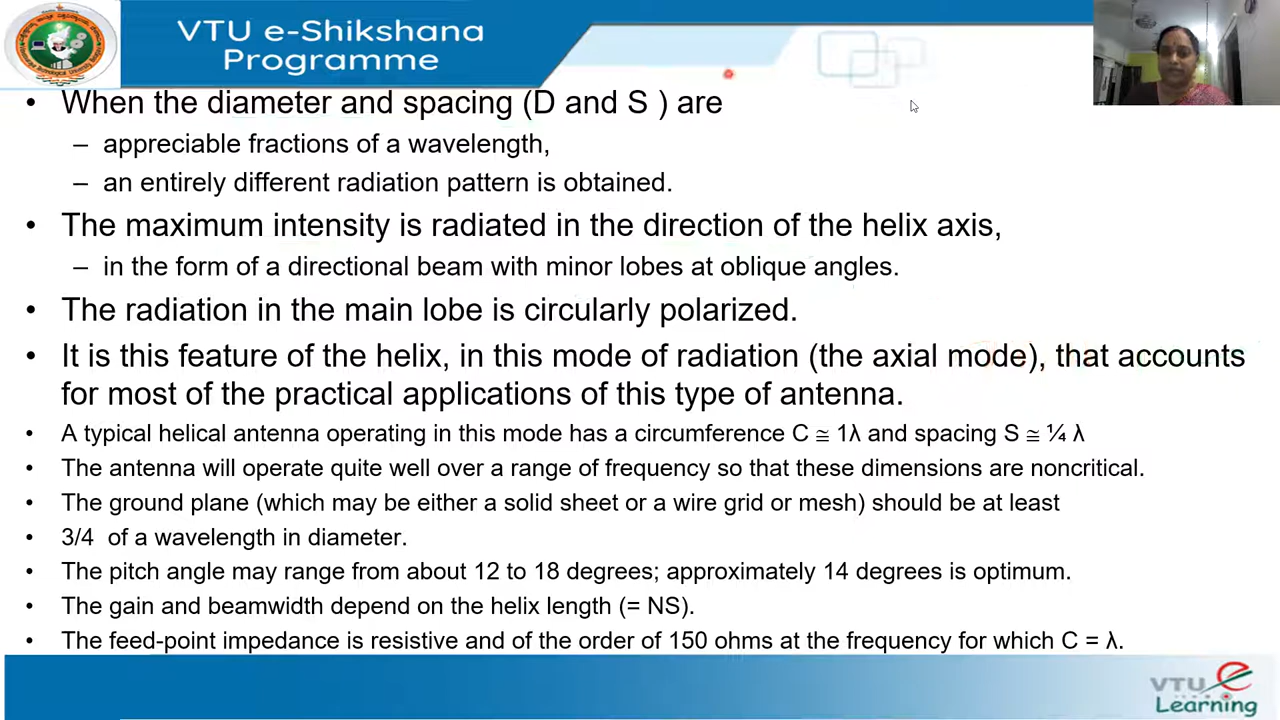 VTU e-Shikshana
Programme
• When the diameter and spacing (D and S ) are
– appreciable fractions of a wavelength,
– an entirely different radiation pattern is obtained.
• The maximum intensity is radiated in the direction of the helix axis,
– in the form of a directional beam with minor lobes at oblique angles.
• The radiation in the main lobe is circularly polarized.
• It is this feature of the helix, in this mode of radiation (the axial mode), that accounts
for most of the practical applications of this type of antenna.
• A typical helical antenna operating in this mode has a circumference C ≅ 1λ and spacing S ≅ ¼ λ
• The antenna will operate quite well over a range of frequency so that these dimensions are noncritical.
• The ground plane (which may be either a solid sheet or a wire grid or mesh) should be at least
• 3/4 of a wavelength in diameter.
• The pitch angle may range from about 12 to 18 degrees; approximately 14 degrees is optimum.
• The gain and beamwidth depend on the helix length (= NS).
• The feed-point impedance is resistive and of the order of 150 ohms at the frequency for which C = λ.
VTU e
Learning